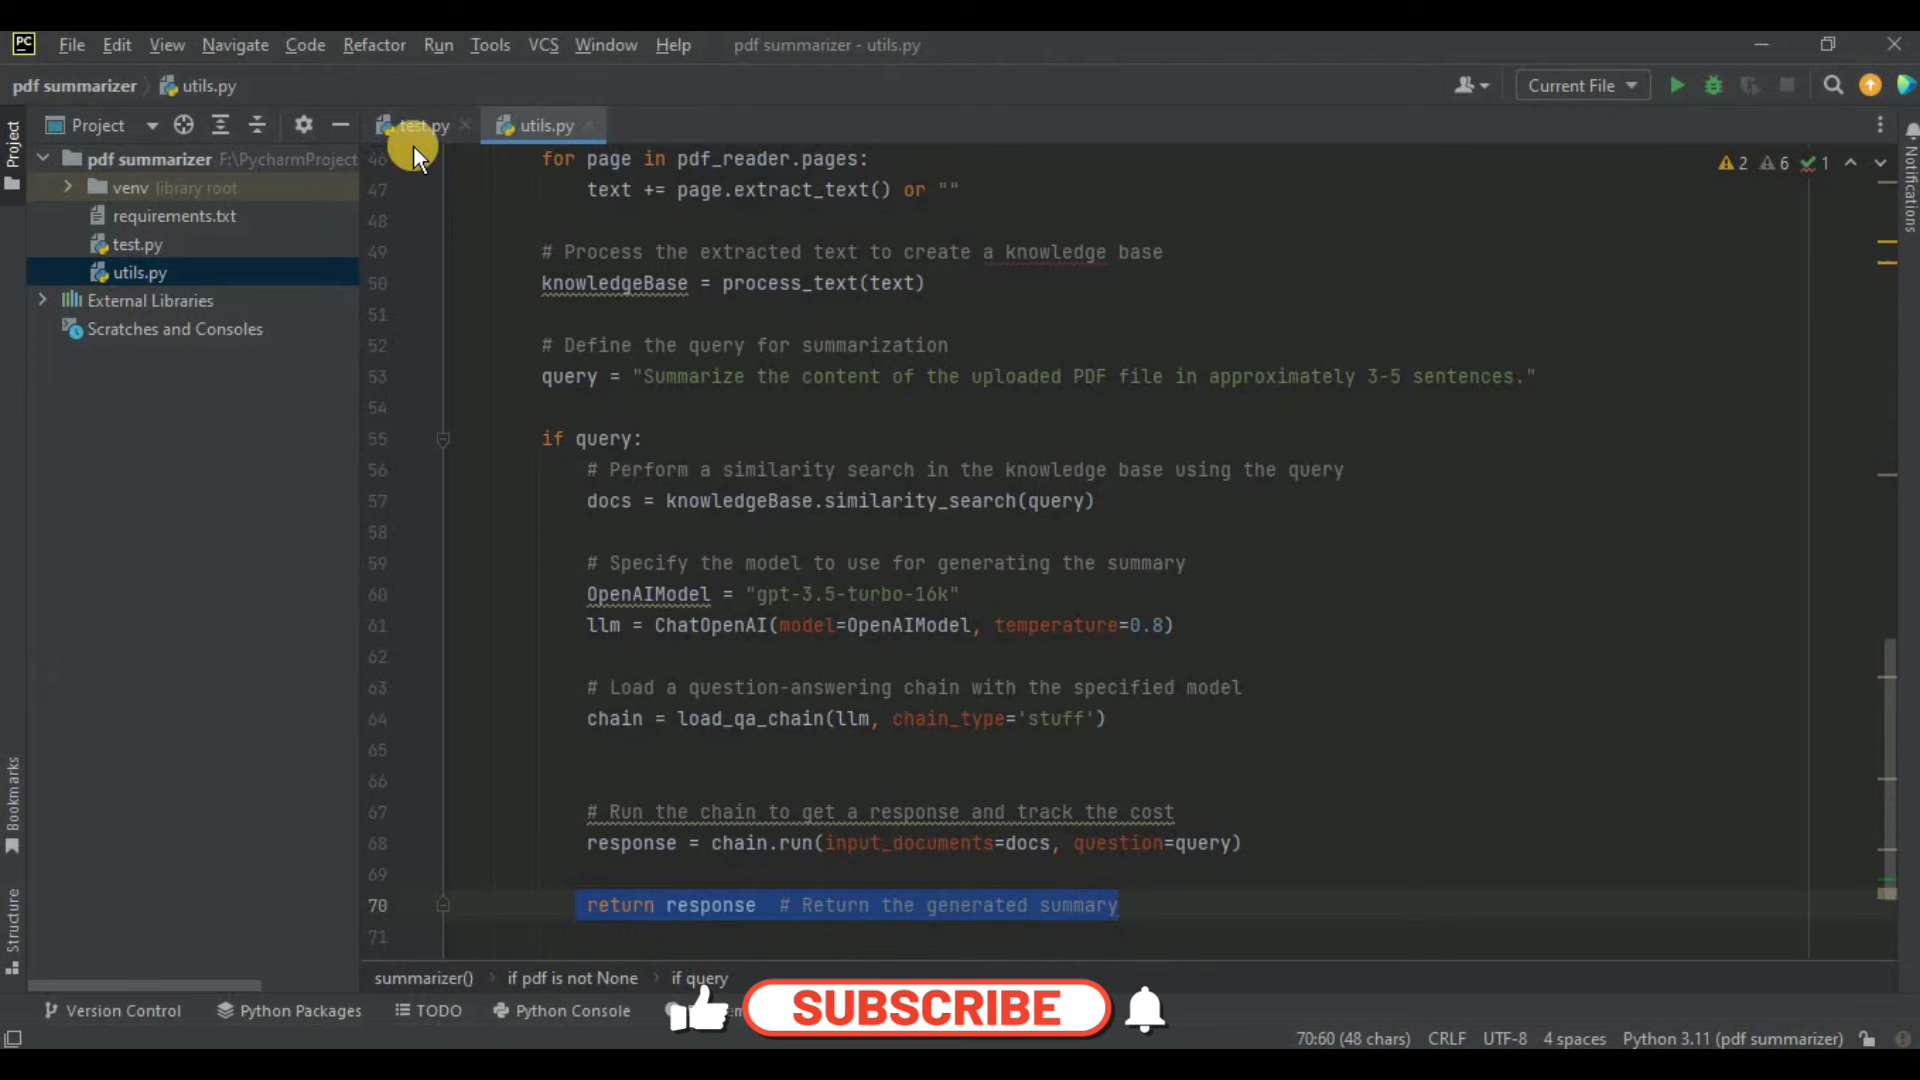 PC File Edit View Navigate Code Refactor Run Tools VCS Window Help pdf summarizer - utils.py
pdf summarizer utils.py Current File
Project test.py utils.py
Project
pdf summarizer F:\PycharmProject
venv library root
requirements.txt
test.py
utils.py
External Libraries
Scratches and Consoles
2 6 1
Notifications
46 for page in pdf_reader.pages:
47 text += page.extract_text() or ""
48
49 # Process the extracted text to create a knowledge base
50 knowledgeBase = process_text(text)
51
52 # Define the query for summarization
53 query = "Summarize the content of the uploaded PDF file in approximately 3-5 sentences."
54
55 if query:
56 # Perform a similarity search in the knowledge base using the query
57 docs = knowledgeBase.similarity_search(query)
58
59 # Specify the model to use for generating the summary
60 OpenAIModel = "gpt-3.5-turbo-16k"
61 llm = ChatOpenAI(model=OpenAIModel, temperature=0.8)
62
63 # Load a question-answering chain with the specified model
64 chain = load_qa_chain(llm, chain_type='stuff')
65
66
67 # Run the chain to get a response and track the cost
68 response = chain.run(input_documents=docs, question=query)
69
70 return response # Return the generated summary
71
Bookmarks
Structure
summarizer() if pdf is not None if query
Version Control Python Packages TODO Python Console
SUBSCRIBE
70:60 (48 chars) CRLF UTF-8 4 spaces Python 3.11 (pdf summarizer)